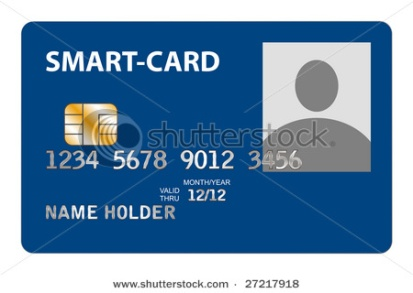 SMART-CARD
shutterstock
1234 5678 9012 3456
MONTH/YEAR
VALID THRU 12/12
NAME HOLDER
www.shutterstock.com · 27217918